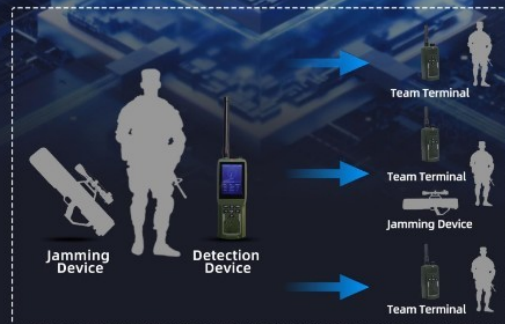 Jamming
Device
Detection
Device
Team Terminal
Team Terminal
Jamming Device
Team Terminal